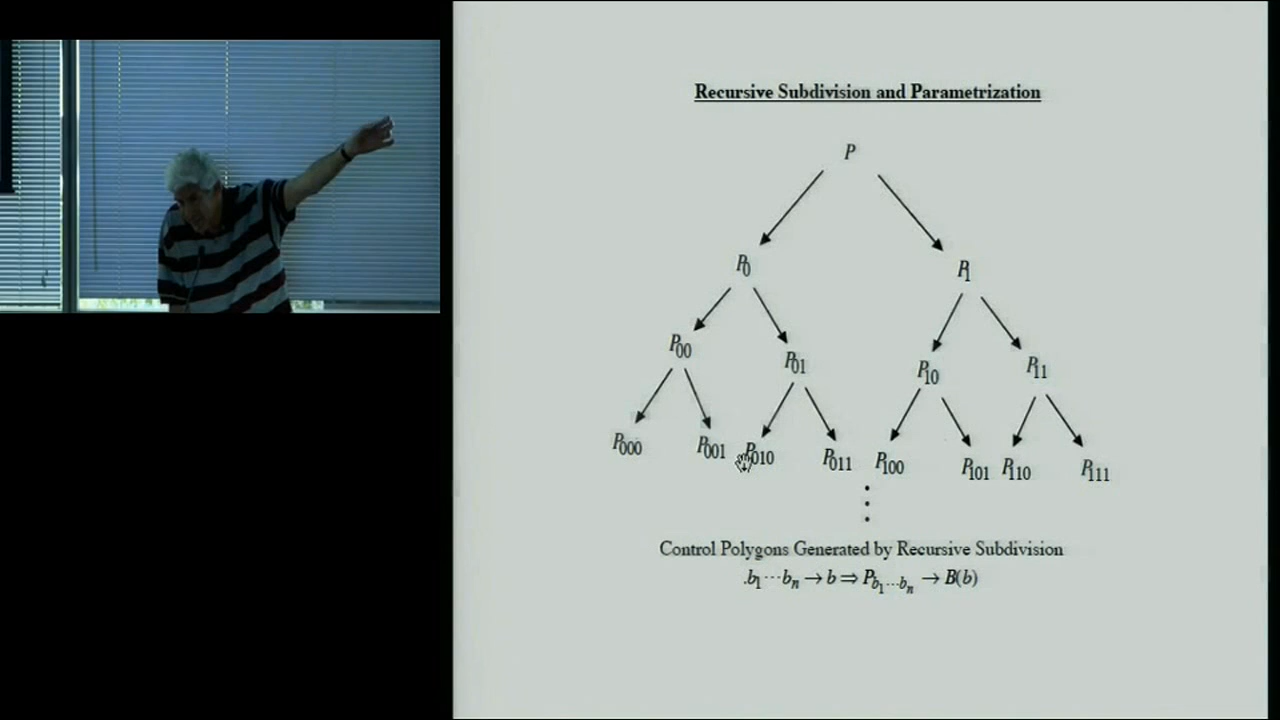 Recursive Subdivision and Parametrization
P
P₀ P₁
P₀₀ P₀₁ P₁₀ P₁₁
P₀₀₀ P₀₀₁ P₀₁₀ P₀₁₁ P₁₀₀ P₁₀₁ P₁₁₀ P₁₁₁
⋮
Control Polygons Generated by Recursive Subdivision
.b₁⋯bₙ → b ⇒ P_{b₁⋯bₙ} → B(b)